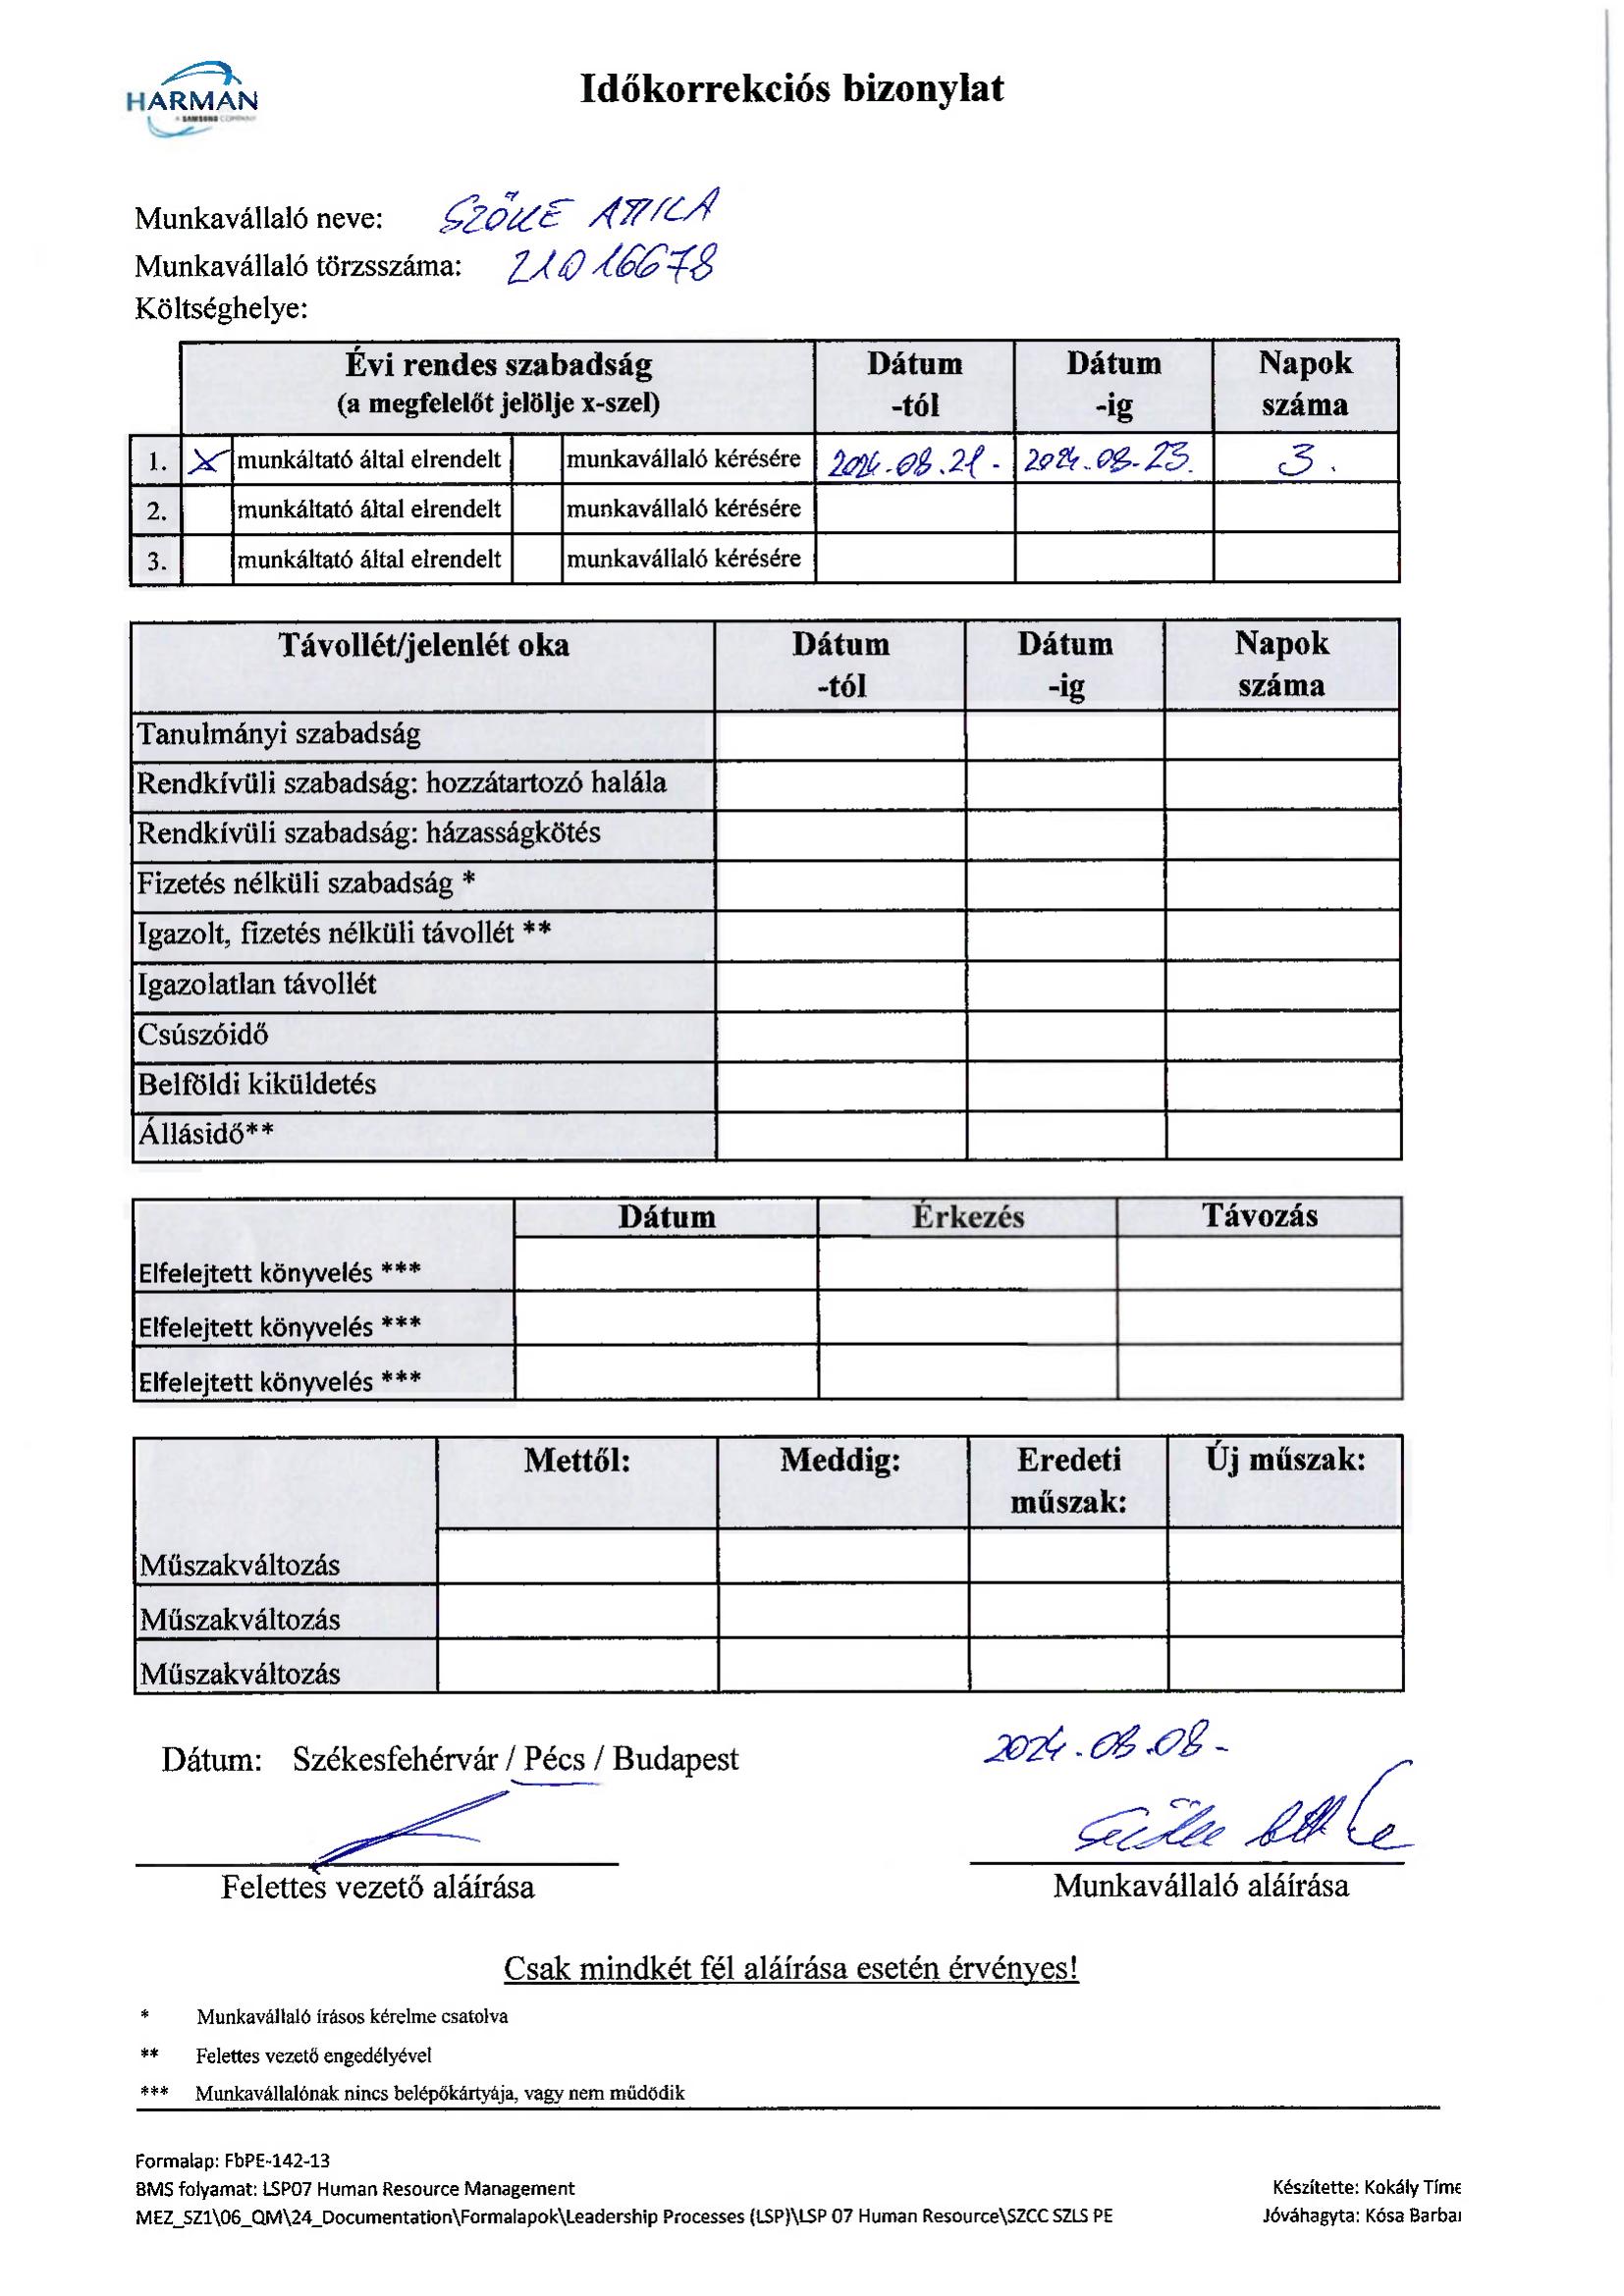 HARMAN
A SAMSUNG COMPANY
Időkorrekciós bizonylat
Munkavállaló neve: SZŐKE ATTILA
Munkavállaló törzsszáma: 21016678
Költséghelye:
Évi rendes szabadság (a megfelelőt jelölje x-szel) Dátum -tól Dátum -ig Napok száma
1. X munkáltató által elrendelt munkavállaló kérésére 2024.08.21. 2024.08.23. 3.
2. munkáltató által elrendelt munkavállaló kérésére
3. munkáltató által elrendelt munkavállaló kérésére
Távollét/jelenlét oka Dátum -tól Dátum -ig Napok száma
Tanulmányi szabadság
Rendkívüli szabadság: hozzátartozó halála
Rendkívüli szabadság: házasságkötés
Fizetés nélküli szabadság *
Igazolt, fizetés nélküli távollét **
Igazolatlan távollét
Csúszóidő
Belföldi kiküldetés
Állásidő**
Dátum Érkezés Távozás
Elfelejtett könyvelés ***
Elfelejtett könyvelés ***
Elfelejtett könyvelés ***
Mettől: Meddig: Eredeti műszak: Új műszak:
Műszakváltozás
Műszakváltozás
Műszakváltozás
Dátum: Székesfehérvár / Pécs / Budapest 2024.08.08.
Szőke Attila
Felettes vezető aláírása Munkavállaló aláírása
Csak mindkét fél aláírása esetén érvényes!
* Munkavállaló írásos kérelme csatolva
** Felettes vezető engedélyével
*** Munkavállalónak nincs belépőkártyája, vagy nem müdödik
Formalap: FbPE-142-13
BMS folyamat: LSP07 Human Resource Management Készítette: Kokály Tíme
MEZ_SZ1\06_QM\24_Documentation\Formalapok\Leadership Processes (LSP)\LSP 07 Human Resource\SZCC SZLS PE Jóváhagyta: Kósa Barbar